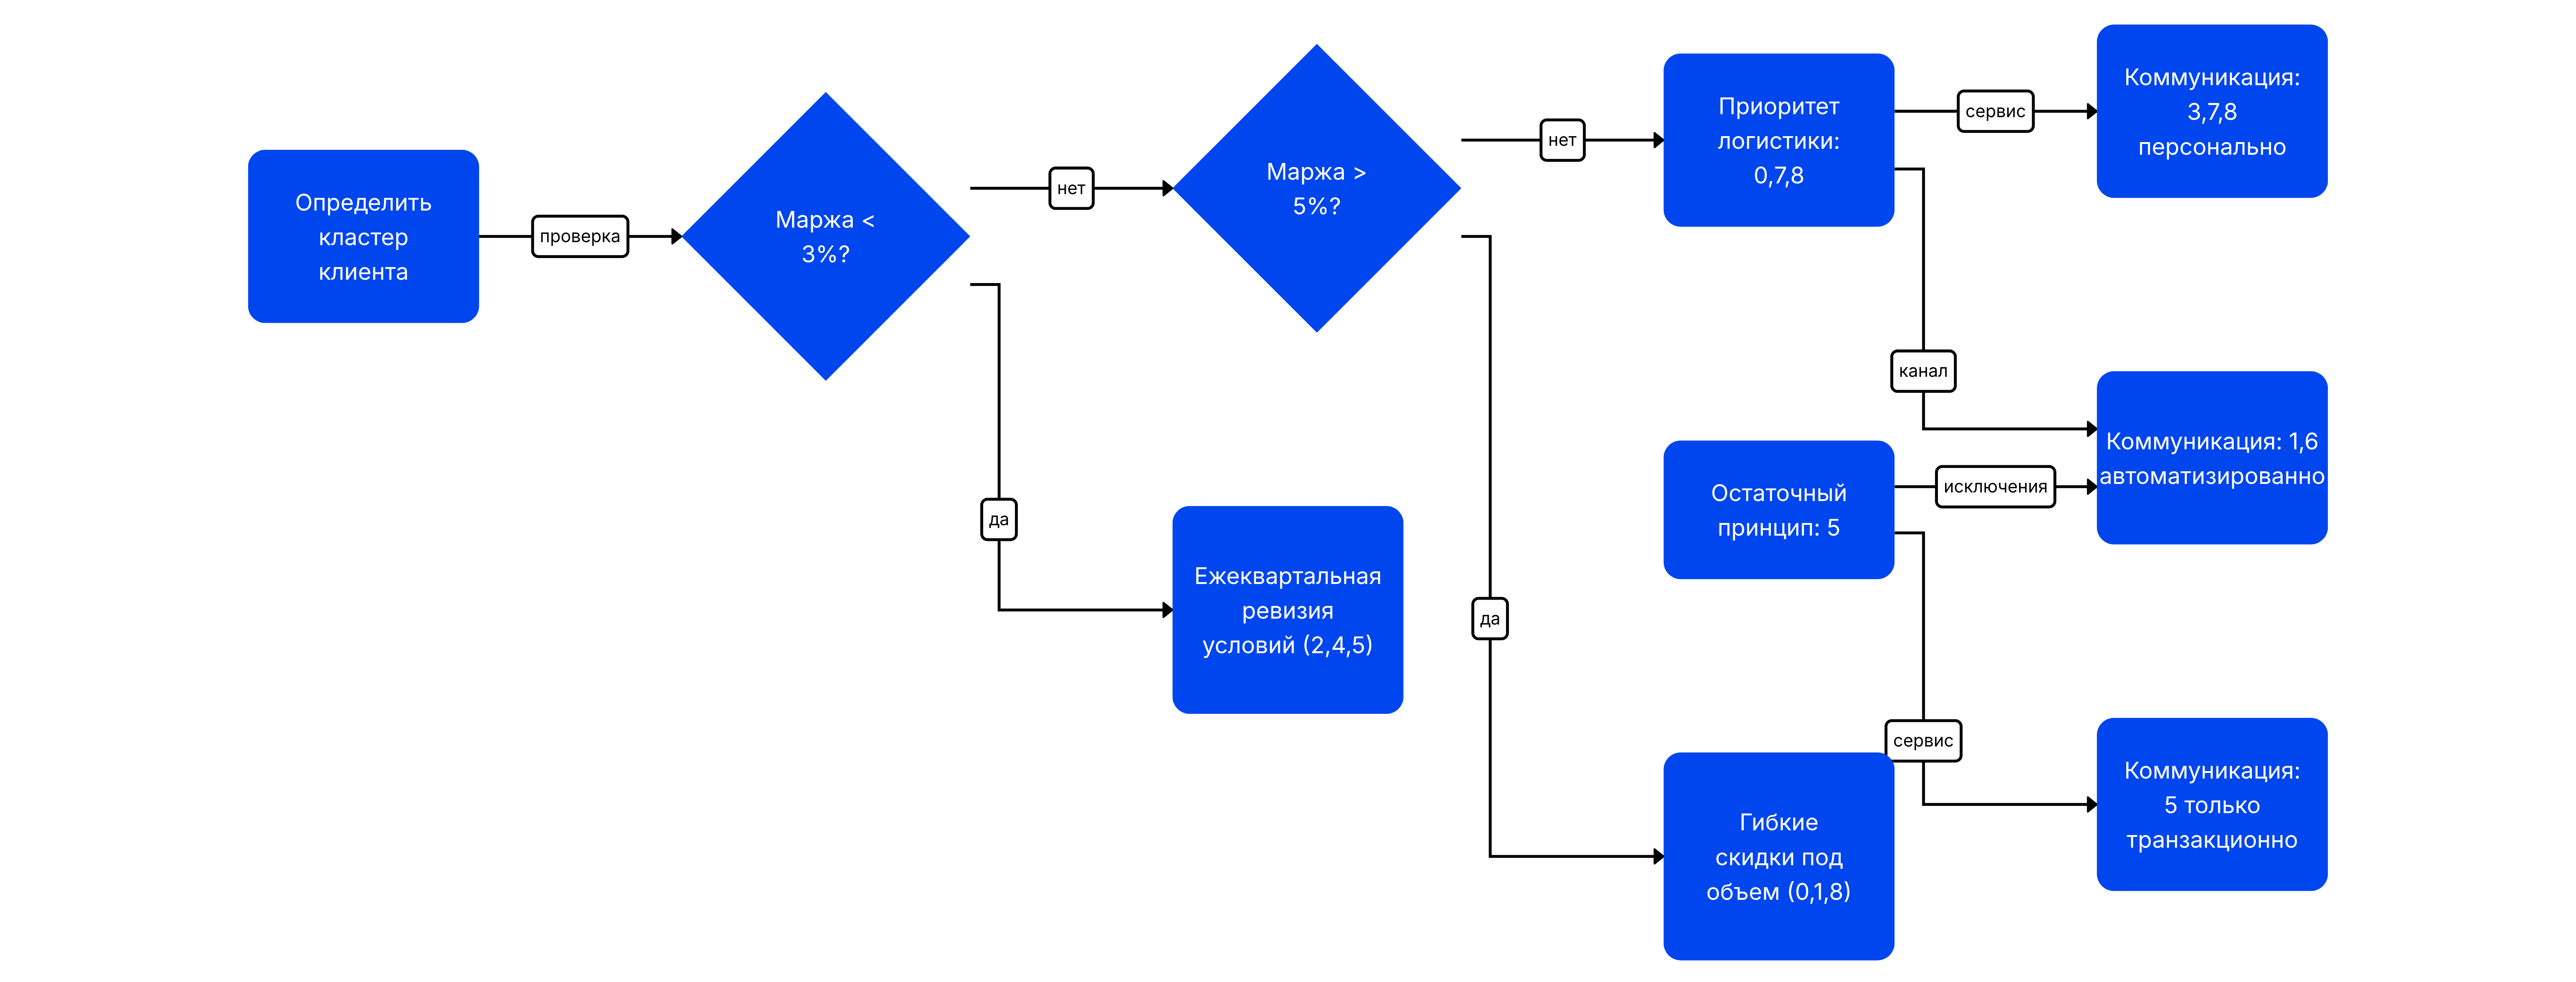 Определить
кластер
клиента
проверка
Маржа <
3%?
нет
да
Маржа >
5%?
Ежеквартальная
ревизия
условий (2,4,5)
нет
да
Приоритет
логистики:
0,7,8
Остаточный
принцип: 5
Гибкие
скидки под
объем (0,1,8)
сервис
канал
исключения
сервис
Коммуникация:
3,7,8
персонально
Коммуникация: 1,6
автоматизированно
Коммуникация:
5 только
транзакционно